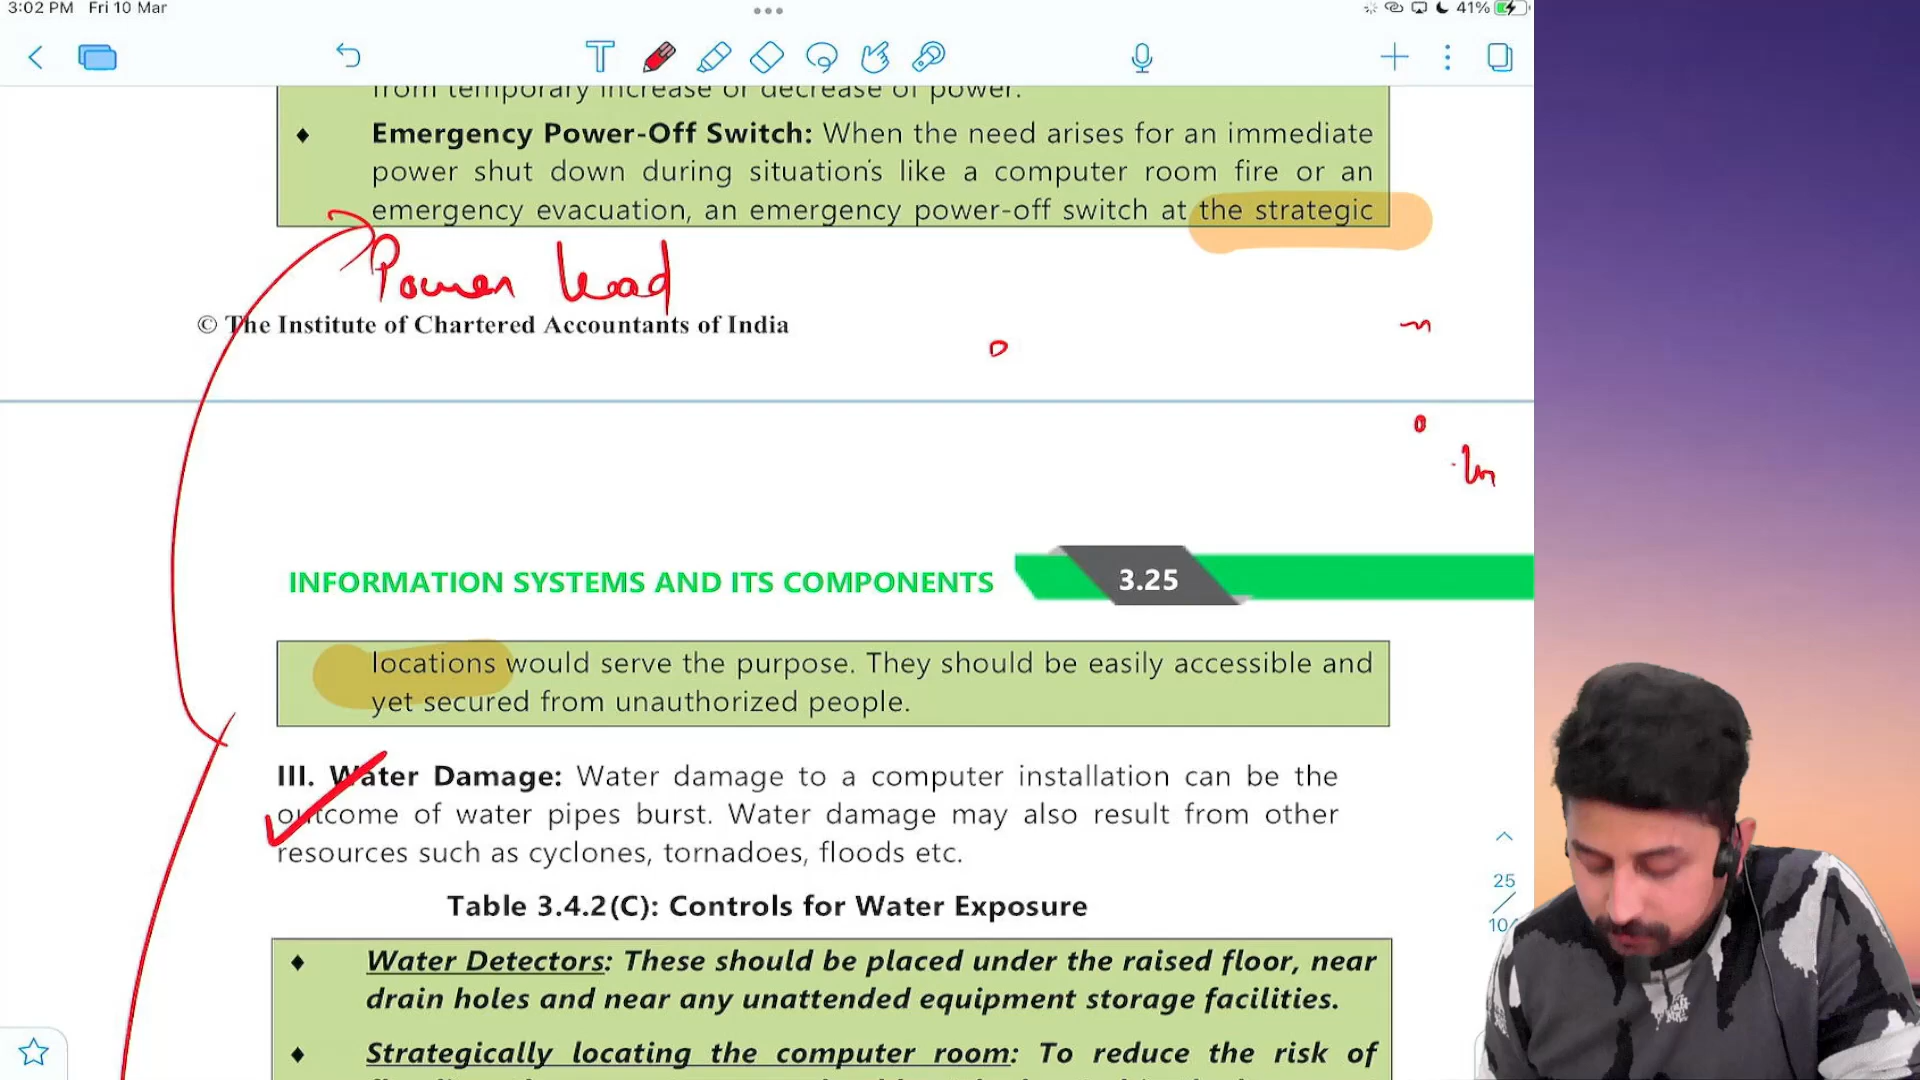 3:02 PM Fri 10 Mar
41%
from temporary increase or decrease of power.
♦ Emergency Power-Off Switch: When the need arises for an immediate
power shut down during situations like a computer room fire or an
emergency evacuation, an emergency power-off switch at the strategic
Power lead
© The Institute of Chartered Accountants of India
INFORMATION SYSTEMS AND ITS COMPONENTS
3.25
locations would serve the purpose. They should be easily accessible and
yet secured from unauthorized people.
III. Water Damage: Water damage to a computer installation can be the
outcome of water pipes burst. Water damage may also result from other
resources such as cyclones, tornadoes, floods etc.
25
Table 3.4.2(C): Controls for Water Exposure
♦ Water Detectors: These should be placed under the raised floor, near
drain holes and near any unattended equipment storage facilities.
♦ Strategically locating the computer room: To reduce the risk of